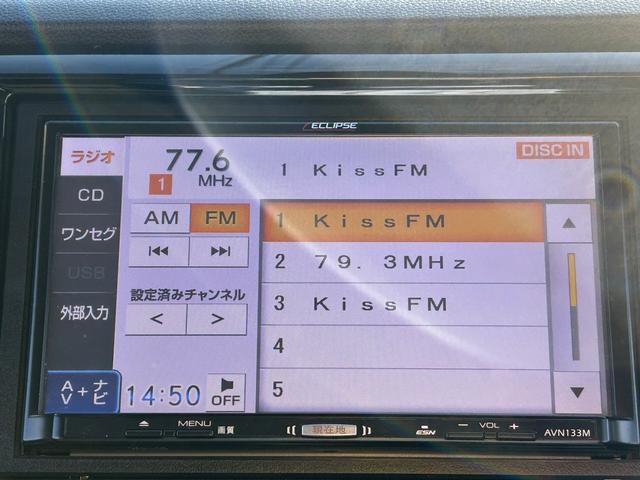 ECLIPSE
ラジオ
77.6 MHz
1
1 KissFM
DISC IN
CD
AM
FM
1 KissFM
ワンセグ
2 79.3MHz
USB
設定済みチャンネル
3 KissFM
外部入力
< >
4
AV+ナビ
14:50
OFF
5
MENU
画質
現在地
ESN
− VOL +
AVN133M